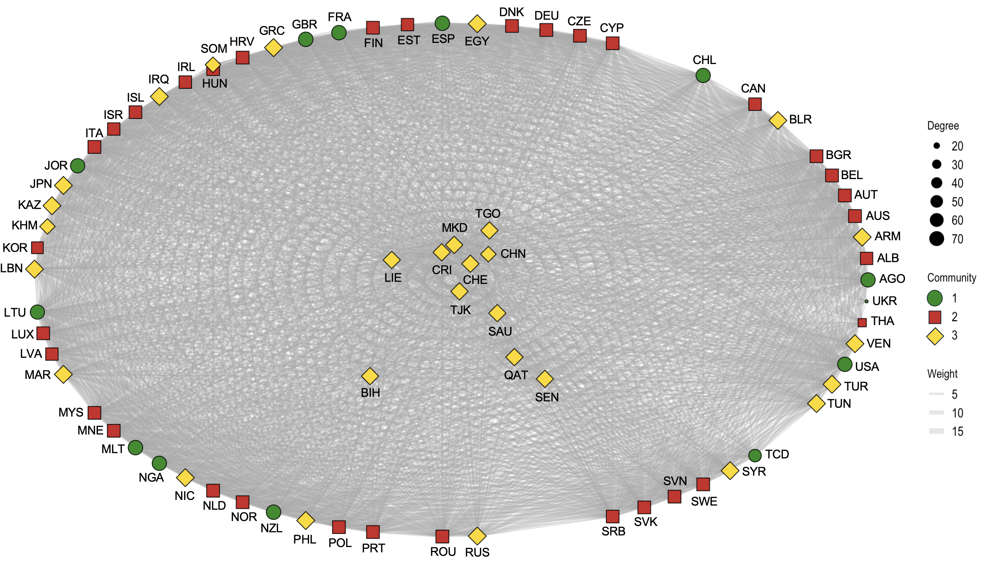 DNK
DEU
FRA
CZE
GBR
CYP
GRC
ESP
EST
EGY
HRV
FIN
SOM
CHL
IRL
IRQ
HUN
CAN
ISL
ISR
BLR
ITA
BGR
JOR
BEL
JPN
AUT
KAZ
TGO
AUS
KHM
MKD
ARM
KOR
CHN
ALB
LBN
CRI
LIE
CHE
AGO
UKR
TJK
LTU
THA
SAU
LUX
VEN
LVA
USA
MAR
QAT
TUR
BIH
SEN
TUN
MYS
MNE
MLT
TCD
NGA
SYR
SVN
NIC
SWE
NLD
NOR
SVK
NZL
SRB
PHL
POL
PRT
ROU
RUS
Degree
20
30
40
50
60
70
Community
1
2
3
Weight
5
10
15